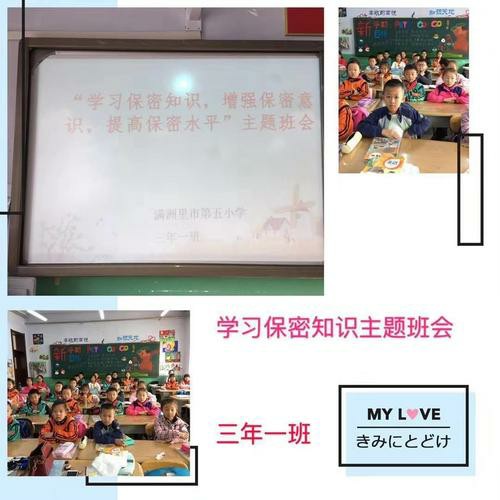 “学习保密知识，增强保密意
识，提高保密水平”主题班会
满洲里市第五小学
三年一班
学习保密知识主题班会
三年一班
MY L♥VE
きみにとどけ